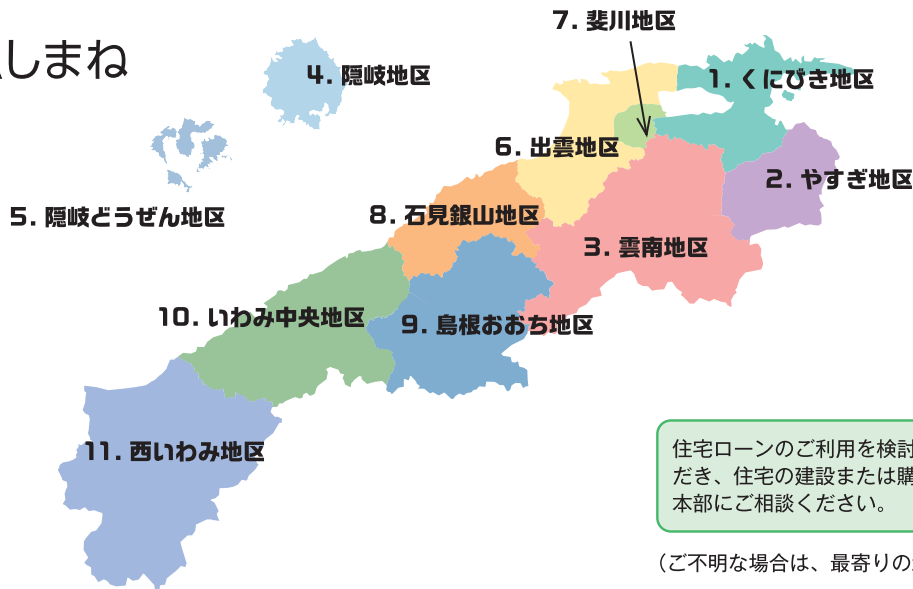 しまね
7. 斐川地区
4. 隠岐地区
1. くにびき地区
6. 出雲地区
2. やすぎ地区
5. 隠岐どうぜん地区
8. 石見銀山地区
3. 雲南地区
10. いわみ中央地区
9. 島根おおち地区
11. 西いわみ地区
住宅ローンのご利用を検討
だき、住宅の建設または購
本部にご相談ください。
（ご不明な場合は、最寄りの